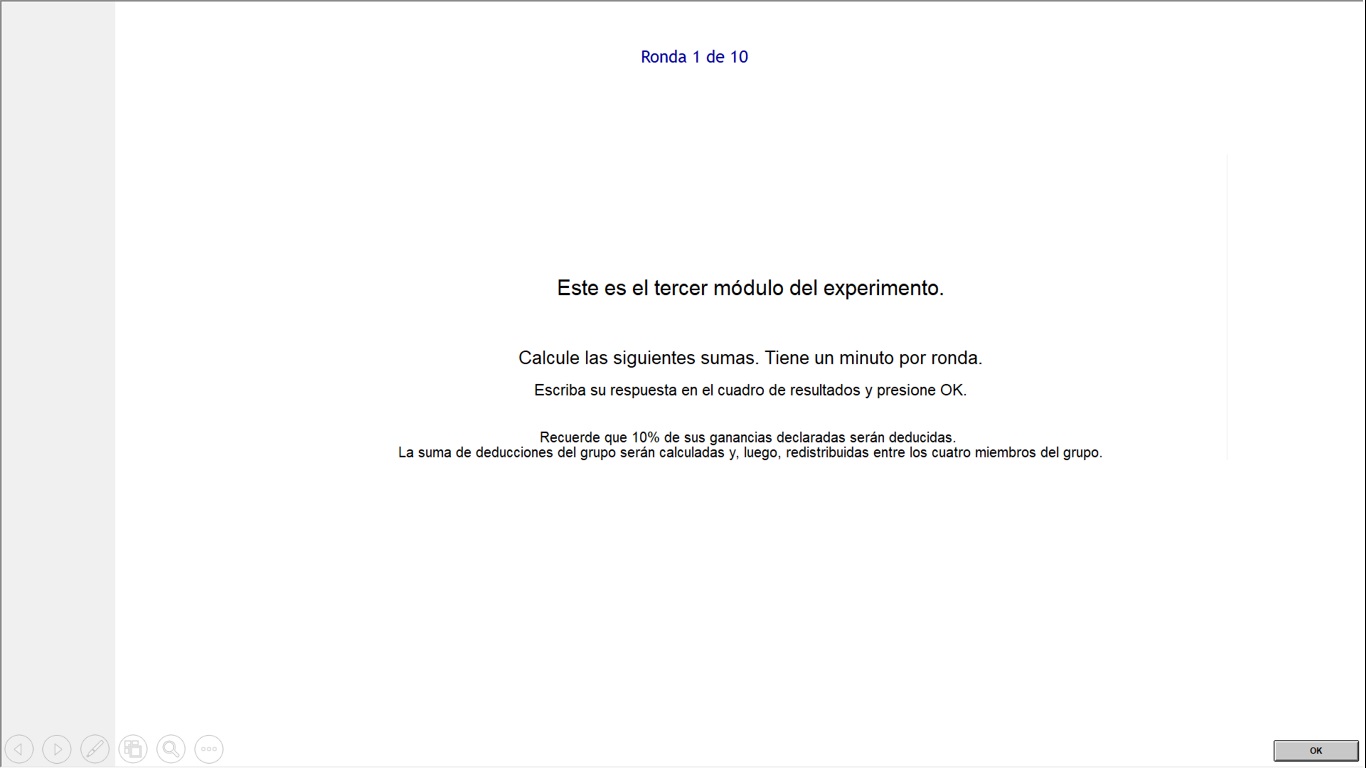 Ronda 1 de 10
Este es el tercer módulo del experimento.
Calcule las siguientes sumas. Tiene un minuto por ronda.
Escriba su respuesta en el cuadro de resultados y presione OK.
Recuerde que 10% de sus ganancias declaradas serán deducidas.
La suma de deducciones del grupo serán calculadas y, luego, redistribuidas entre los cuatro miembros del grupo.
OK